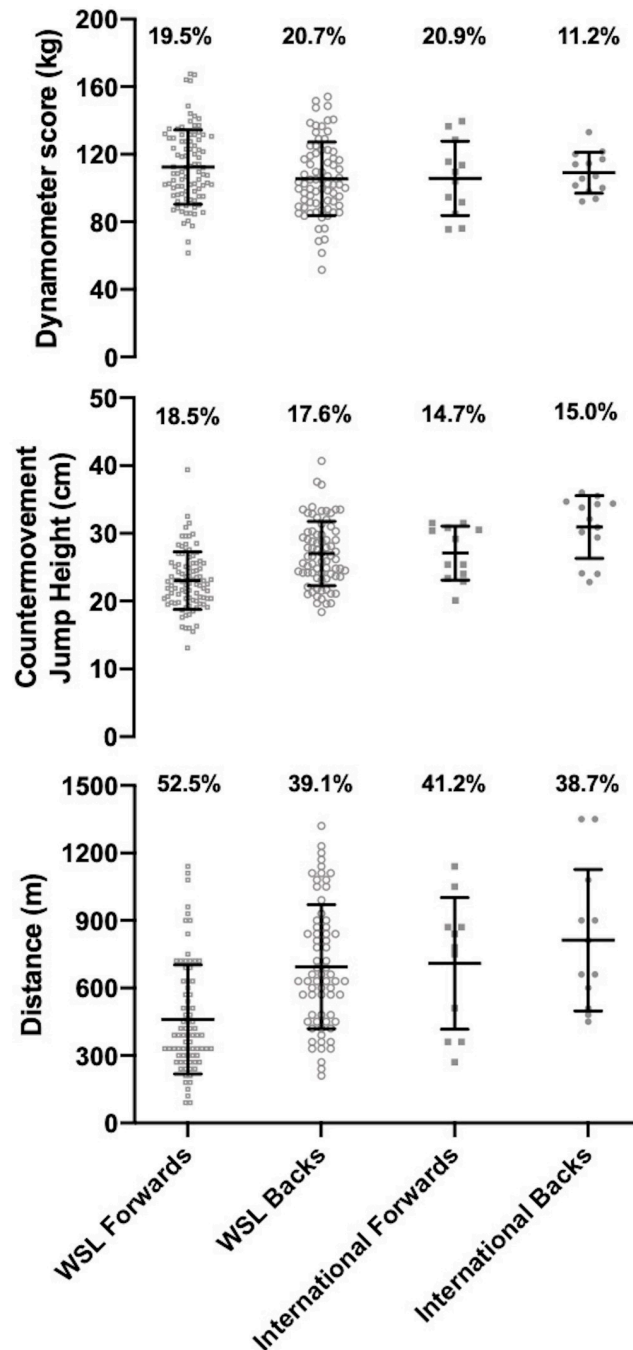 Dynamometer score (kg)
200
160
120
80
40
0
19.5% 20.7% 20.9% 11.2%
Countermovement
Jump Height (cm)
50
40
30
20
10
0
18.5% 17.6% 14.7% 15.0%
Distance (m)
1500
1200
900
600
300
0
52.5% 39.1% 41.2% 38.7%
WSL Forwards
WSL Backs
International Forwards
International Backs